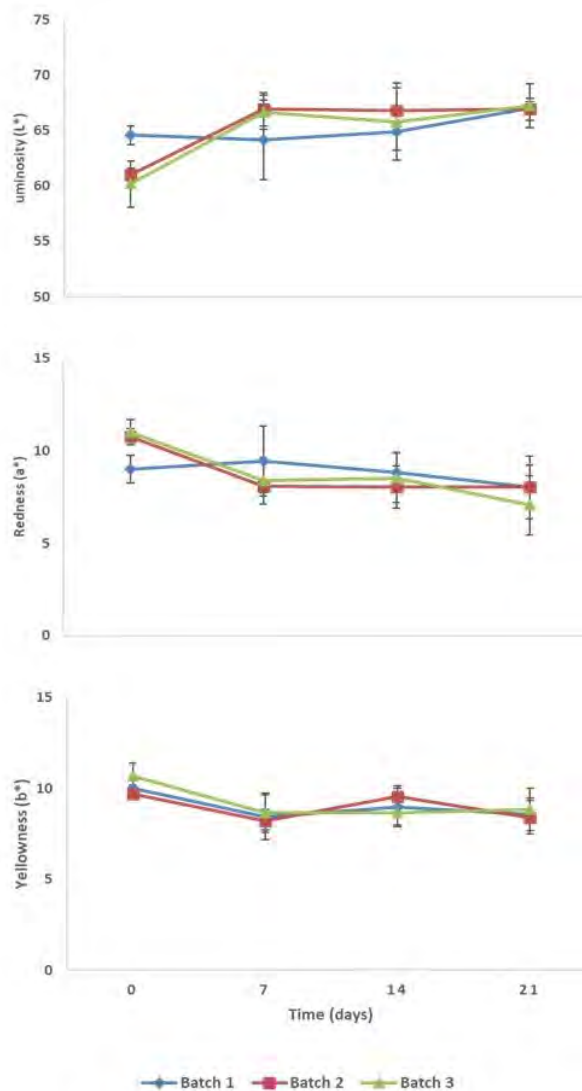 75
70
65
60
55
50
uminosity (L*)
15
10
5
0
Redness (a*)
15
10
5
0
Yellowness (b*)
0 7 14 21
Time (days)
Batch 1 Batch 2 Batch 3